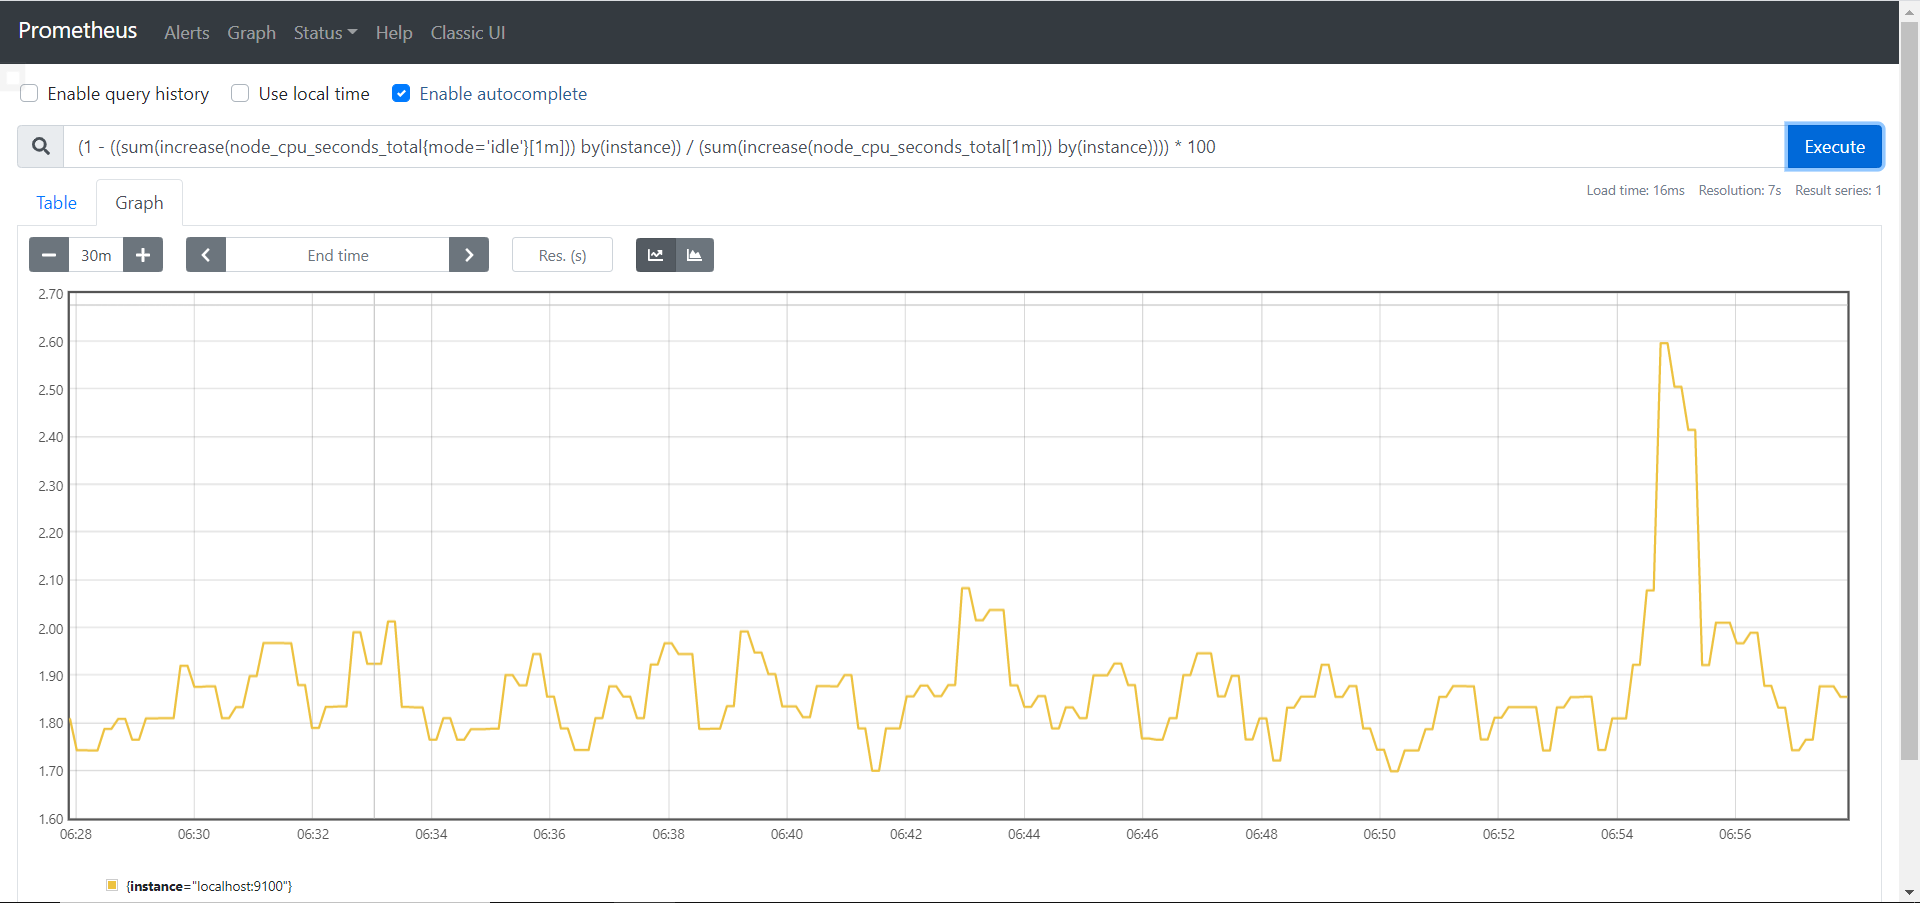 Prometheus Alerts Graph Status Help Classic UI
Enable query history Use local time Enable autocomplete
(1 - ((sum(increase(node_cpu_seconds_total{mode='idle'}[1m])) by(instance)) / (sum(increase(node_cpu_seconds_total[1m])) by(instance)))) * 100 Execute
Table Graph Load time: 16ms Resolution: 7s Result series: 1
30m End time Res. (s)
2.70
2.60
2.50
2.40
2.30
2.20
2.10
2.00
1.90
1.80
1.70
1.60
06:28 06:30 06:32 06:34 06:36 06:38 06:40 06:42 06:44 06:46 06:48 06:50 06:52 06:54 06:56
{instance="localhost:9100"}